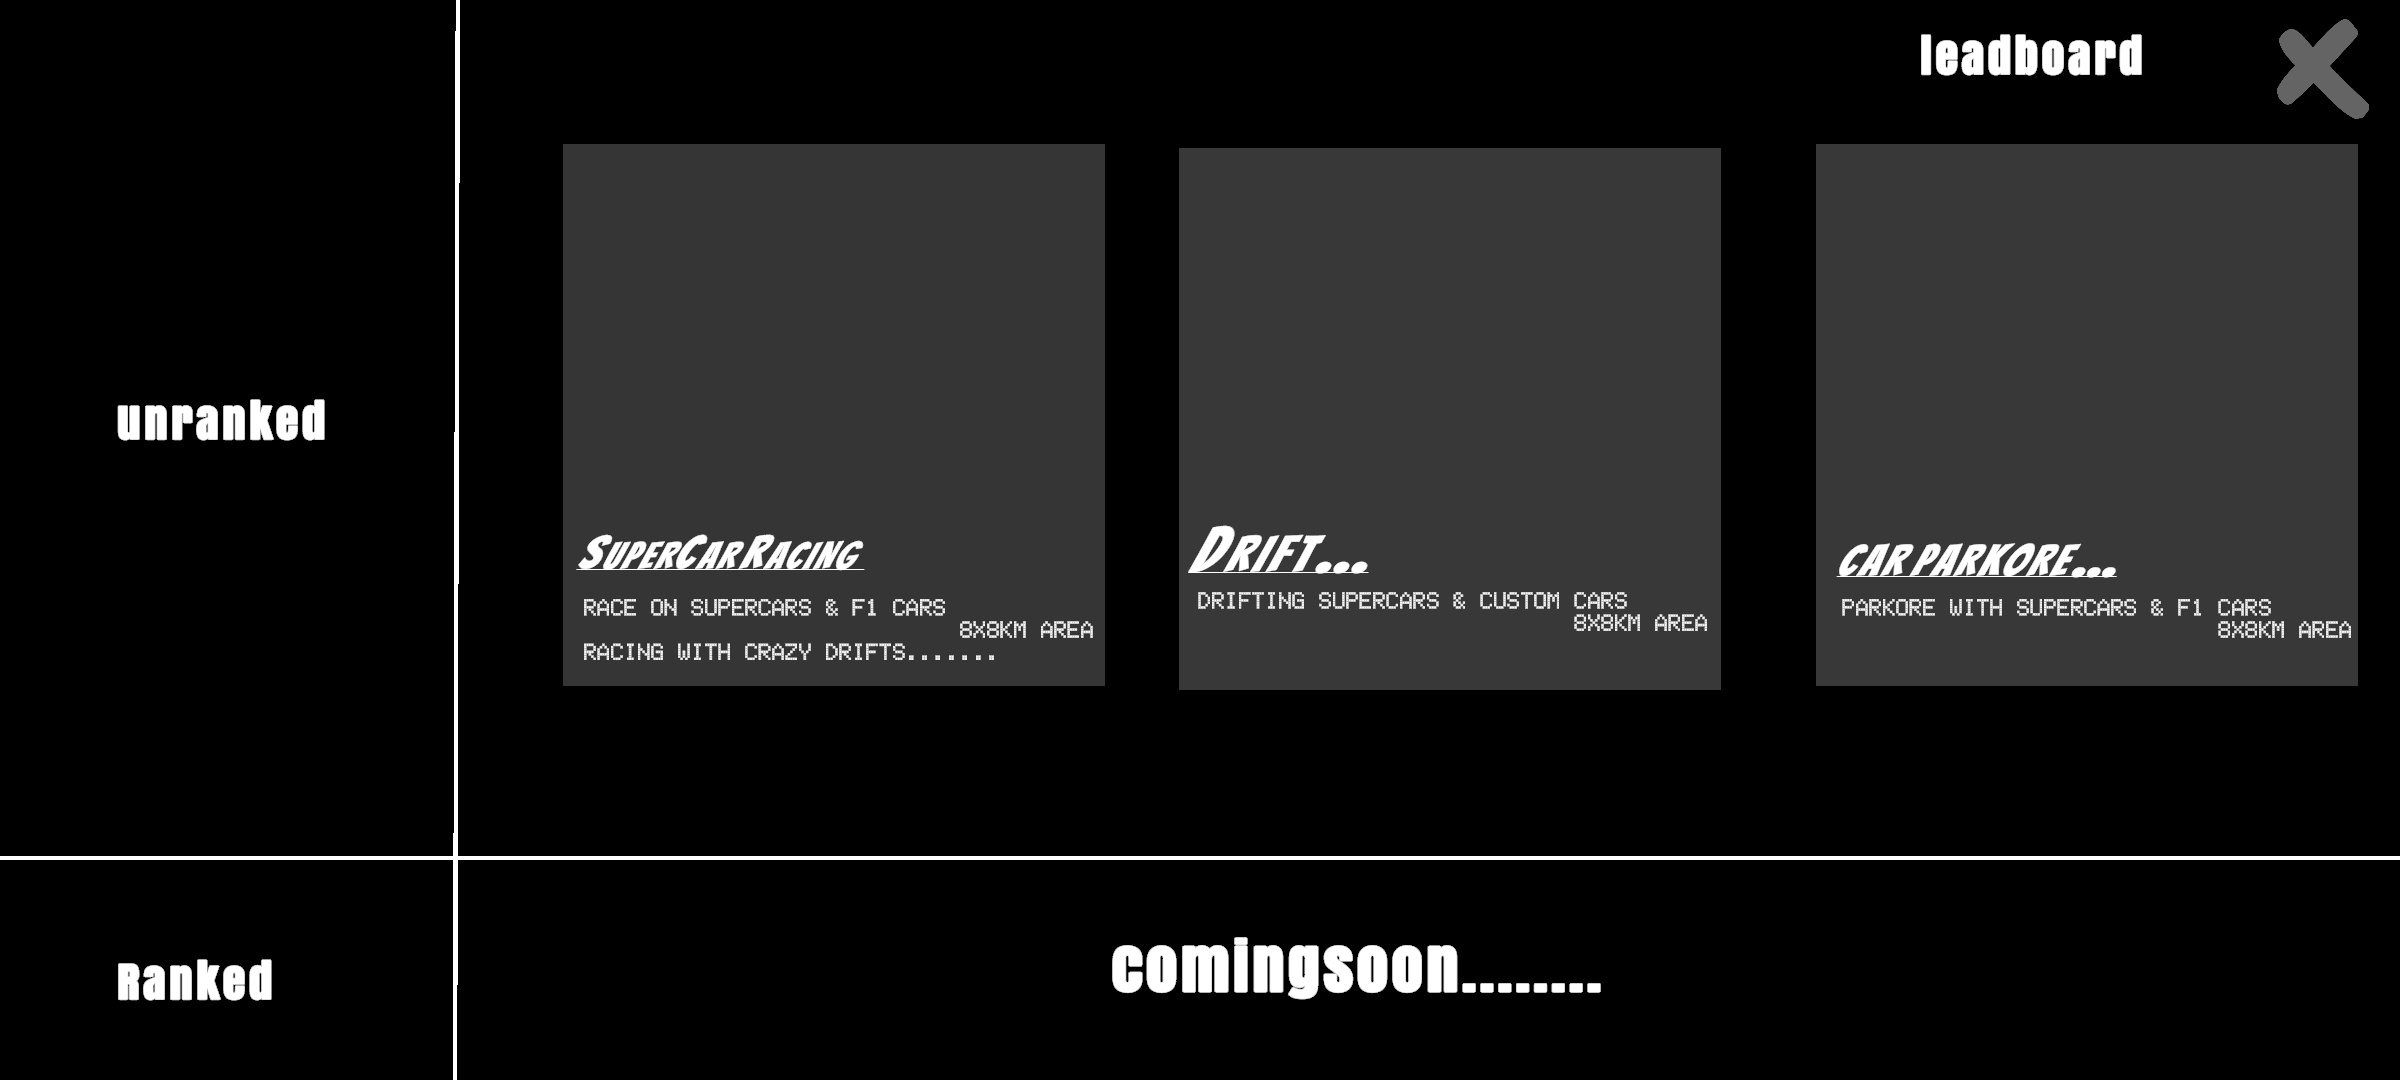 leadboard
unranked
SuperCarRacing
RACE ON SUPERCARS & F1 CARS
8X8KM AREA
RACING WITH CRAZY DRIFTS.......
Drift...
DRIFTING SUPERCARS & CUSTOM CARS
8X8KM AREA
CAR PARKORE...
PARKORE WITH SUPERCARS & F1 CARS
8X8KM AREA
Ranked
comingsoon........